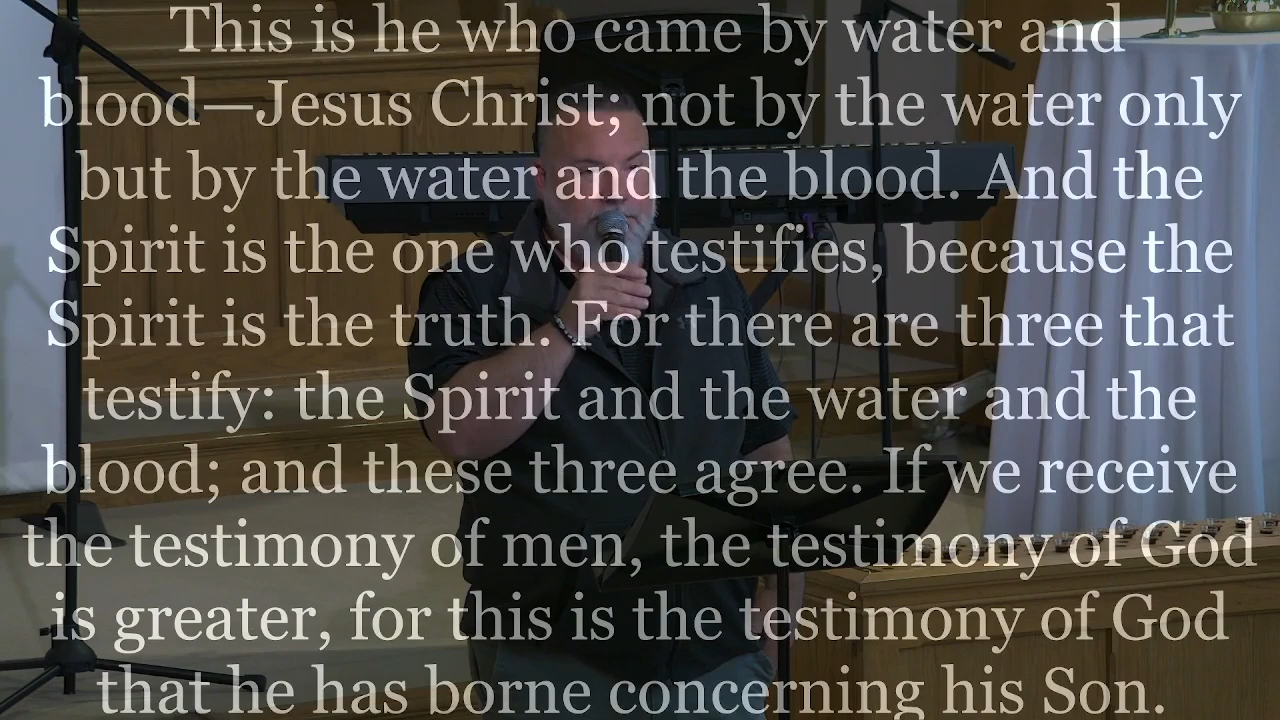 This is he who came by water and
blood—Jesus Christ; not by the water only
but by the water and the blood. And the
Spirit is the one who testifies, because the
Spirit is the truth. For there are three that
testify: the Spirit and the water and the
blood; and these three agree. If we receive
the testimony of men, the testimony of God
is greater, for this is the testimony of God
that he has borne concerning his Son.